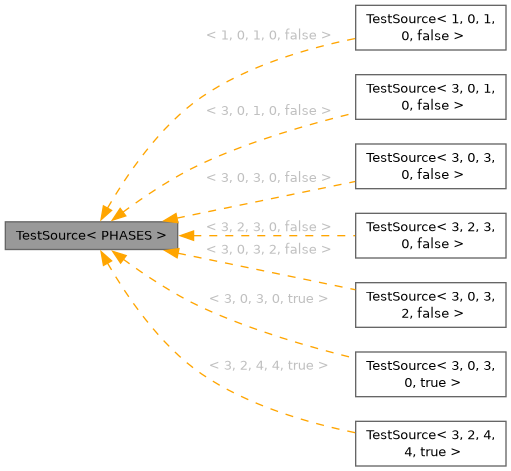 TestSource< 1, 0, 1,
0, false >
< 1, 0, 1, 0, false >
TestSource< 3, 0, 1,
0, false >
< 3, 0, 1, 0, false >
TestSource< 3, 0, 3,
0, false >
< 3, 0, 3, 0, false >
TestSource< PHASES >
< 3, 2, 3, 0, false >
TestSource< 3, 2, 3,
0, false >
< 3, 0, 3, 2, false >
TestSource< 3, 0, 3,
2, false >
< 3, 0, 3, 0, true >
TestSource< 3, 0, 3,
0, true >
< 3, 2, 4, 4, true >
TestSource< 3, 2, 4,
4, true >